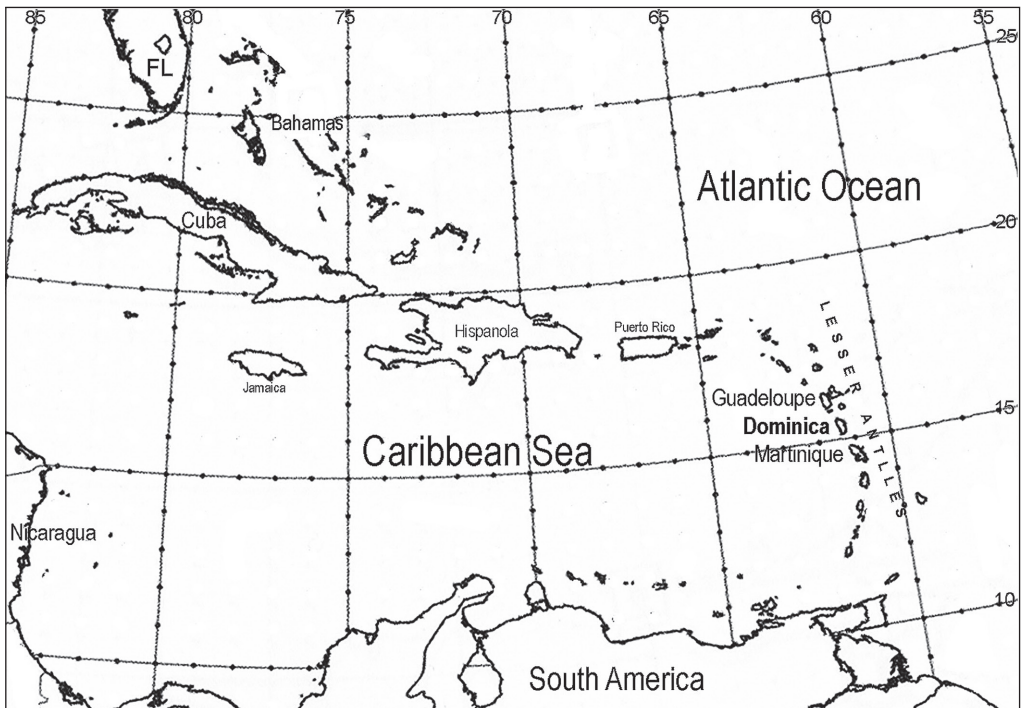 85 80 75 70 65 60 55
25
FL
Bahamas
Atlantic Ocean
Cuba
20
LESSER ANTLLES
Hispanola
Puerto Rico
Jamaica
Guadeloupe
15
Dominica
Caribbean Sea
Martinique
Nicaragua
10
South America